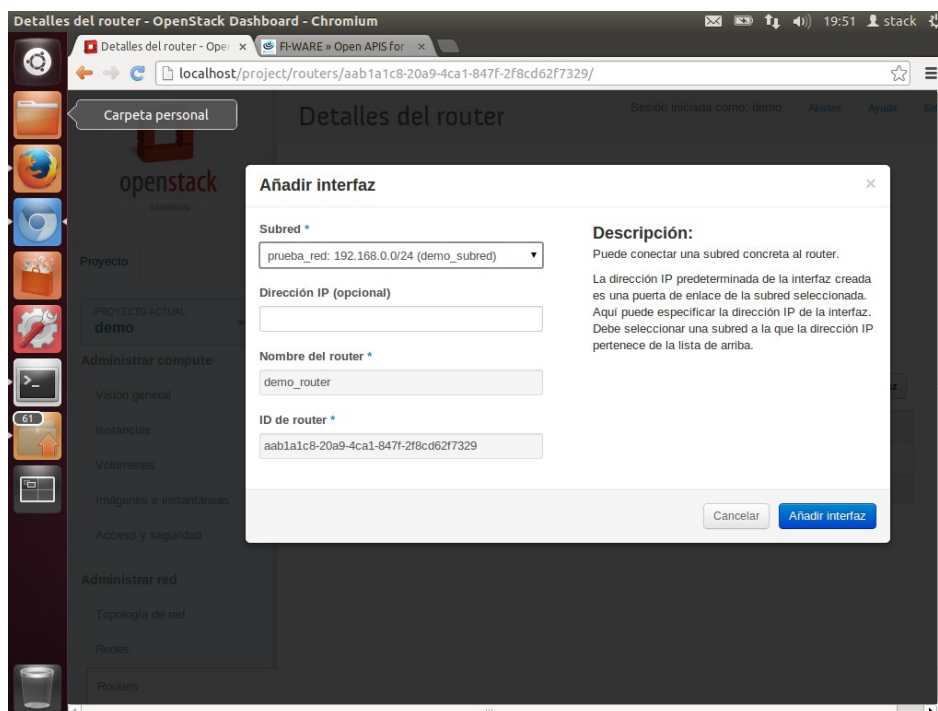 Detalles del router - OpenStack Dashboard - Chromium
19:51 stack
Detalles del router - Oper ×
FI-WARE » Open APIS for ×
localhost/project/routers/aab1a1c8-20a9-4ca1-847f-2f8cd62f7329/
Carpeta personal
Detalles del router
Sesión iniciada como: demo Ajustes Ayuda Sa
openstack
DASHBOARD
Proyecto
PROYECTO ACTUAL
demo
Administrar compute
Visión general
Instancias
Volúmenes
Imágenes e instantáneas
Acceso y seguridad
Administrar red
Topología de red
Redes
Routers
61
Añadir interfaz ×
Subred *
prueba_red: 192.168.0.0/24 (demo_subred)
Dirección IP (opcional)
Nombre del router *
demo_router
ID de router *
aab1a1c8-20a9-4ca1-847f-2f8cd62f7329
Descripción:
Puede conectar una subred concreta al router.
La dirección IP predeterminada de la interfaz creada
es una puerta de enlace de la subred seleccionada.
Aquí puede especificar la dirección IP de la interfaz.
Debe seleccionar una subred a la que la dirección IP
pertenece de la lista de arriba.
Cancelar
Añadir interfaz